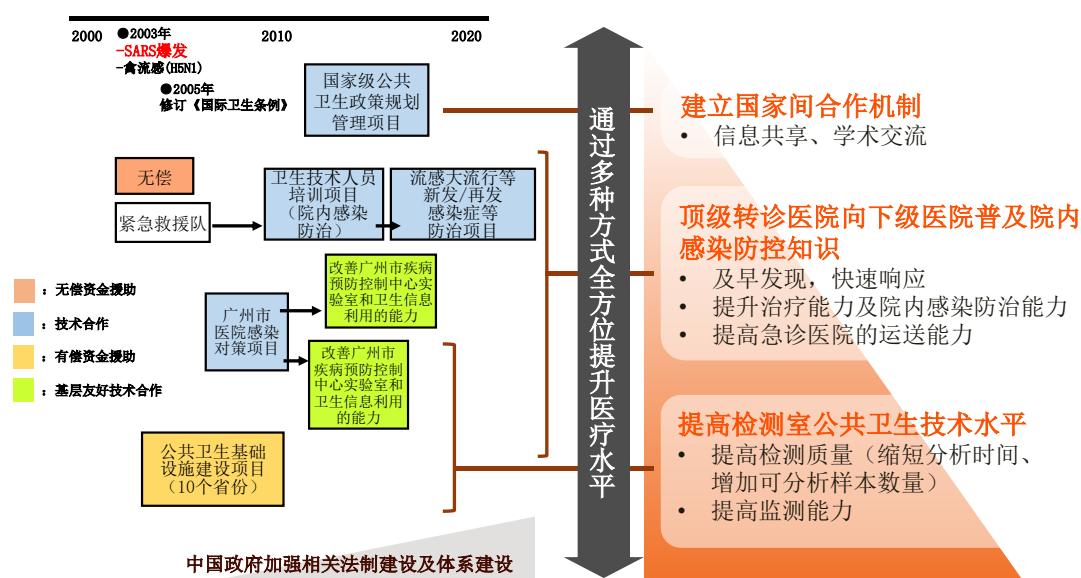 2000
●2003年
2010
2020
-SARS爆发
-禽流感(H5N1)
●2005年
修订《国际卫生条例》
国家级公共
卫生政策规划
管理项目
无偿
紧急救援队
卫生技术人员
培训项目
（院内感染
防治）
流感大流行等
新发/再发
感染症等
防治项目
改善广州市疾病
预防控制中心实
验室和卫生信息
利用的能力
广州市
医院感染
对策项目
改善广州市
疾病预防控制
中心实验室和
卫生信息利用
的能力
公共卫生基础
设施建设项目
（10个省份）
：无偿资金援助
：技术合作
：有偿资金援助
：基层友好技术合作
中国政府加强相关法制建设及体系建设
通过多种方式全方位提升医疗水平
建立国家间合作机制
• 信息共享、学术交流
顶级转诊医院向下级医院普及院内
感染防控知识
• 及早发现，快速响应
• 提升治疗能力及院内感染防治能力
• 提高急诊医院的运送能力
提高检测室公共卫生技术水平
• 提高检测质量（缩短分析时间、
增加可分析样本数量）
• 提高监测能力